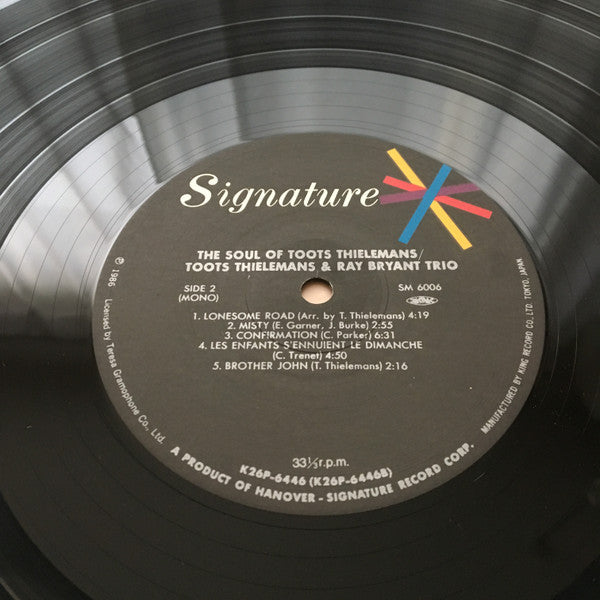 Signature
THE SOUL OF TOOTS THIELEMANS/
TOOTS THIELEMANS & RAY BRYANT TRIO
SIDE 2
(MONO)
SM 6006
1. LONESOME ROAD (Arr. by T. Thielemans) 4:19
2. MISTY (E. Garner, J. Burke) 2:55
3. CONFIRMATION (C. Parker) 6:31
4. LES ENFANTS S'ENNUIENT LE DIMANCHE
(C. Trenet) 4:50
5. BROTHER JOHN (T. Thielemans) 2:16
33⅓r.p.m.
K26P-6446 (K26P-6446B)
A PRODUCT OF HANOVER - SIGNATURE RECORD CORP.
℗ 1986 Licensed by Teresa Gramophone Co., Ltd.
MANUFACTURED BY KING RECORD CO., LTD. TOKYO, JAPAN